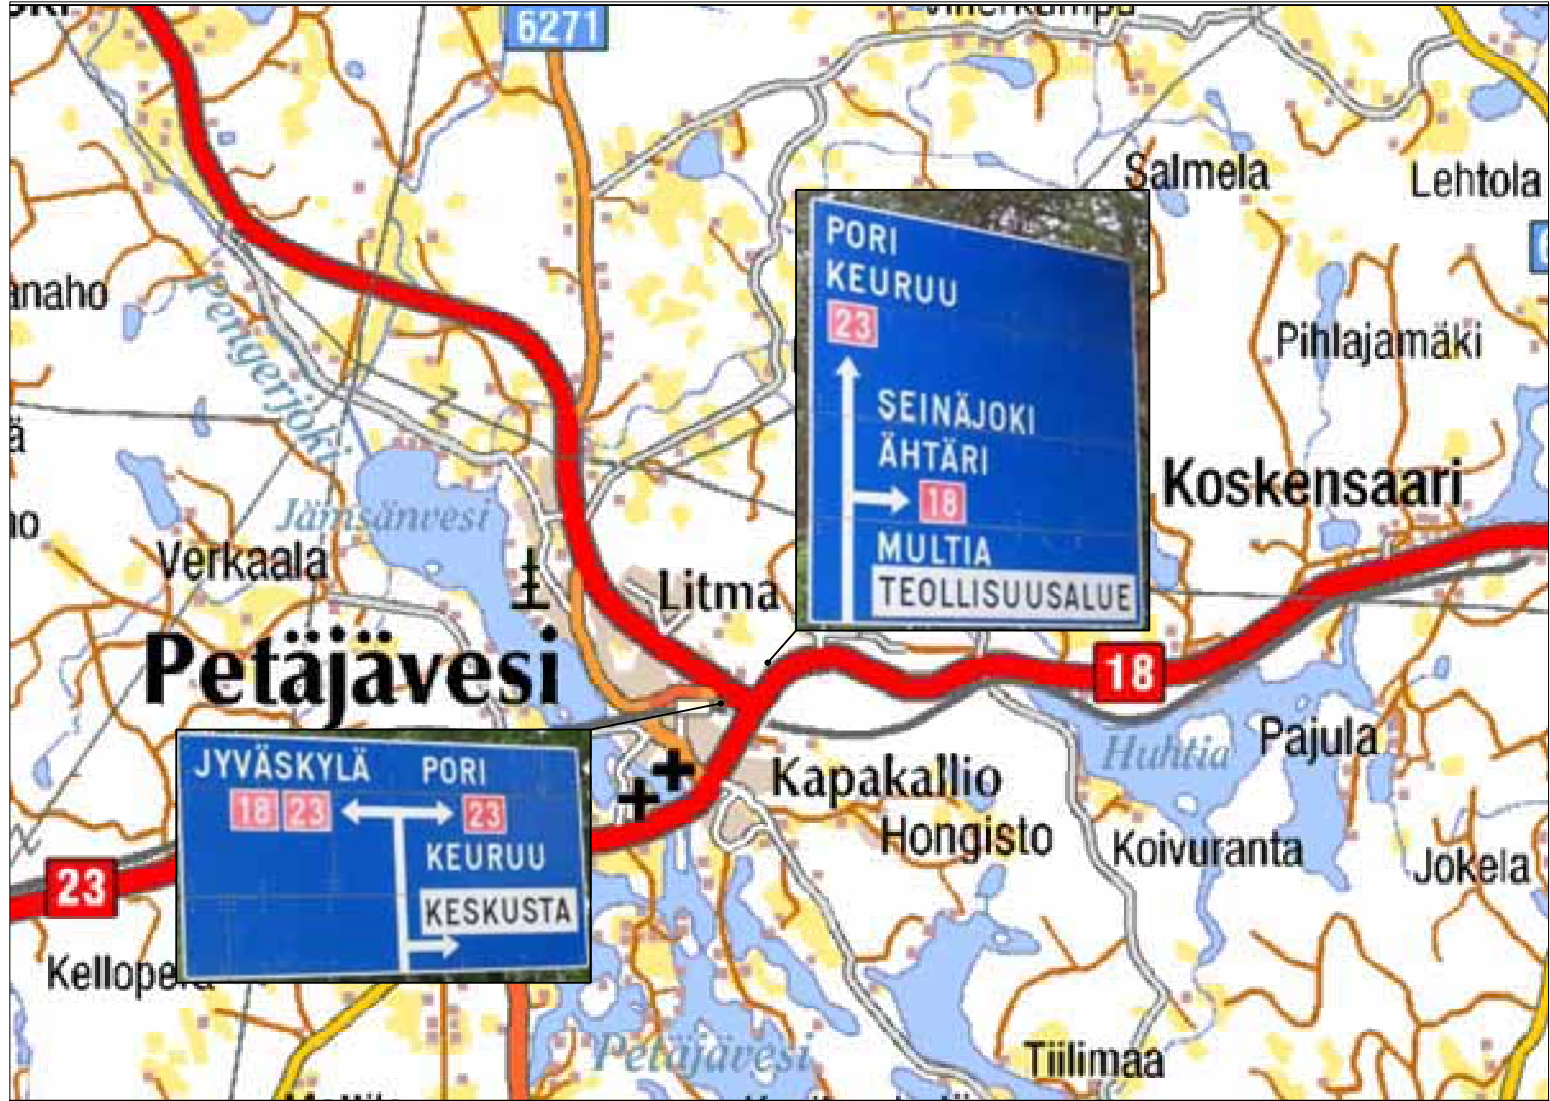 6271
Salmela
Lehtola
anaho
Pengerjoki
PORI
KEURUU
23
SEINÄJOKI
ÄHTÄRI
18
MULTIA
TEOLLISUUSALUE
Pihlajamäki
Koskensaari
Jämsänvesi
Verkaala
Litma
Petäjävesi
18
Pajula
Huhtia
JYVÄSKYLÄ PORI
18 23 23
KEURUU
KESKUSTA
Kapakallio
Hongisto
Koivuranta
Jokela
23
Kellope
Petäjävesi
Tiilimaa